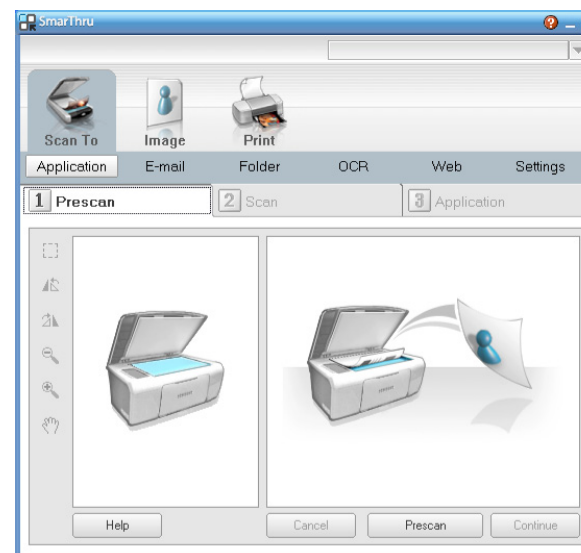 SmarThru
Scan To Image Print
Application E-mail Folder OCR Web Settings
1 Prescan 2 Scan 3 Application
Help Cancel Prescan Continue